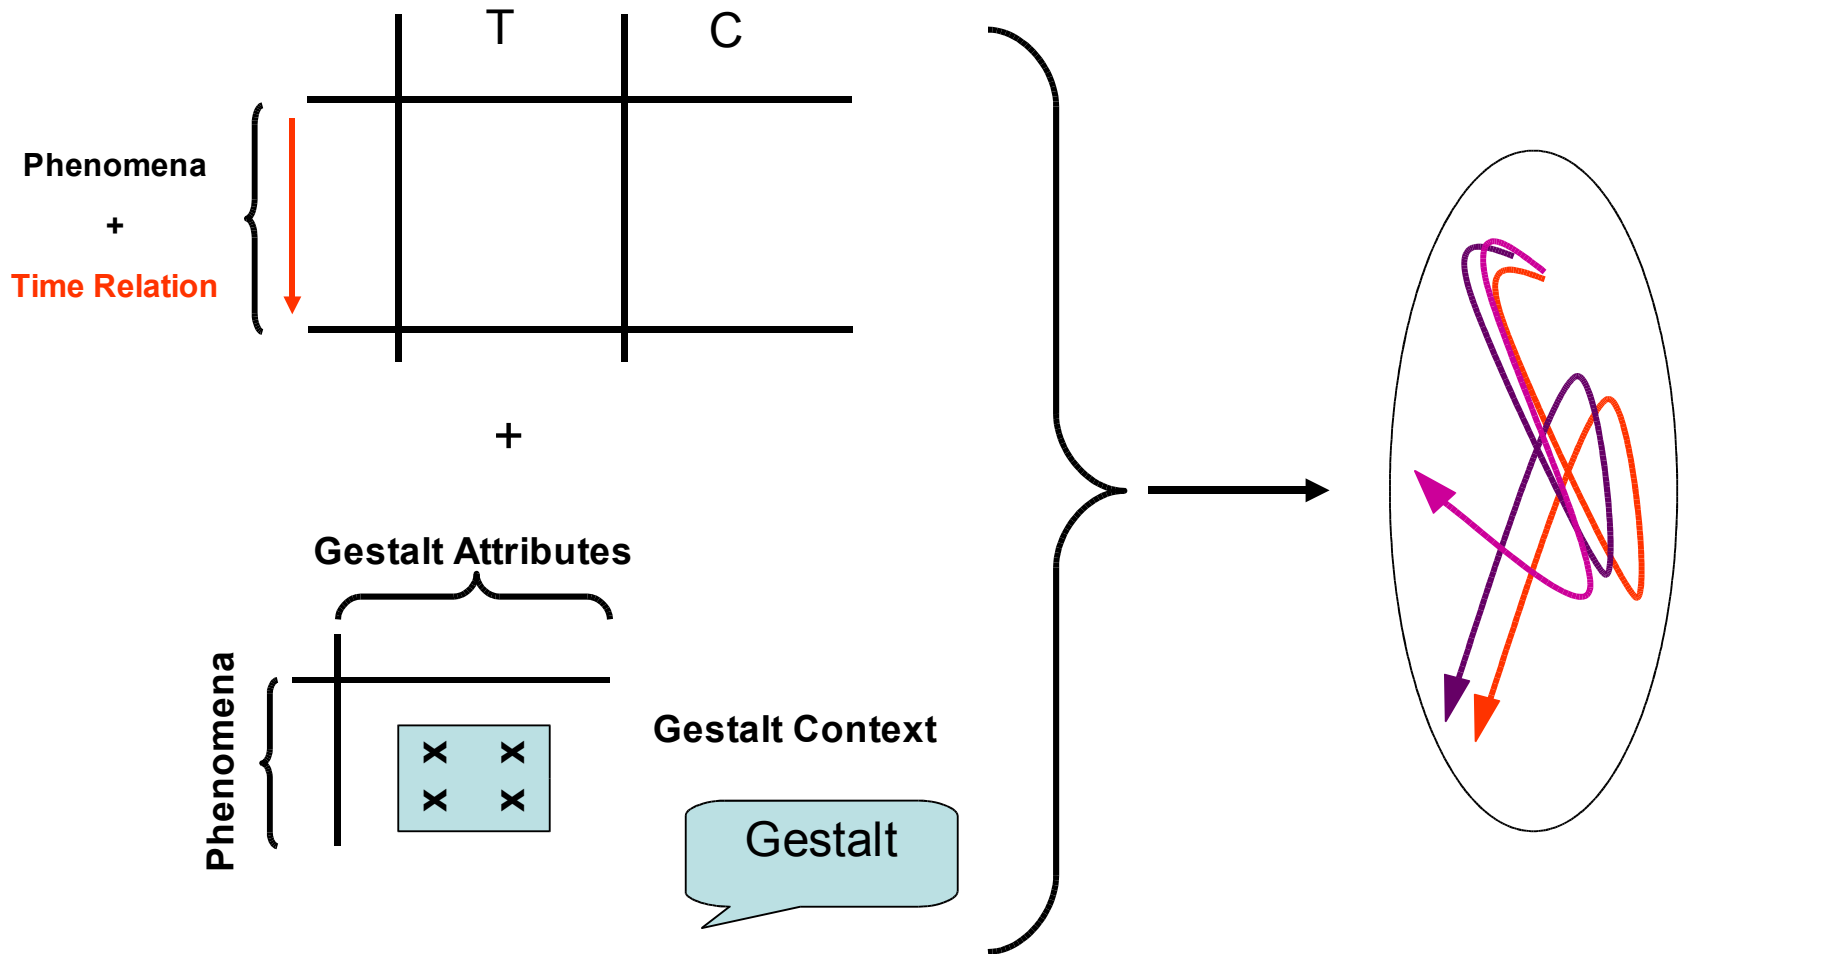 T
C
Phenomena
+
Time Relation
+
Gestalt Attributes
Phenomena
x x
x x
Gestalt Context
Gestalt